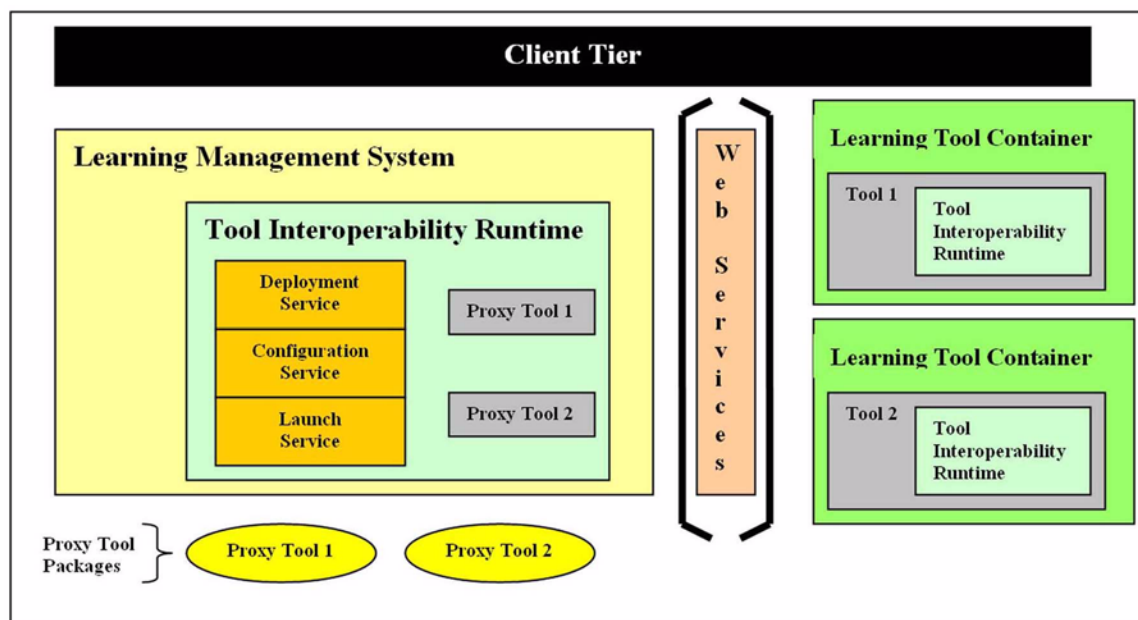 Client Tier
Learning Management System
Tool Interoperability Runtime
Deployment
Service
Configuration
Service
Launch
Service
Proxy Tool 1
Proxy Tool 2
Web Services
Learning Tool Container
Tool 1
Tool
Interoperability
Runtime
Learning Tool Container
Tool 2
Tool
Interoperability
Runtime
Proxy Tool
Packages
Proxy Tool 1
Proxy Tool 2